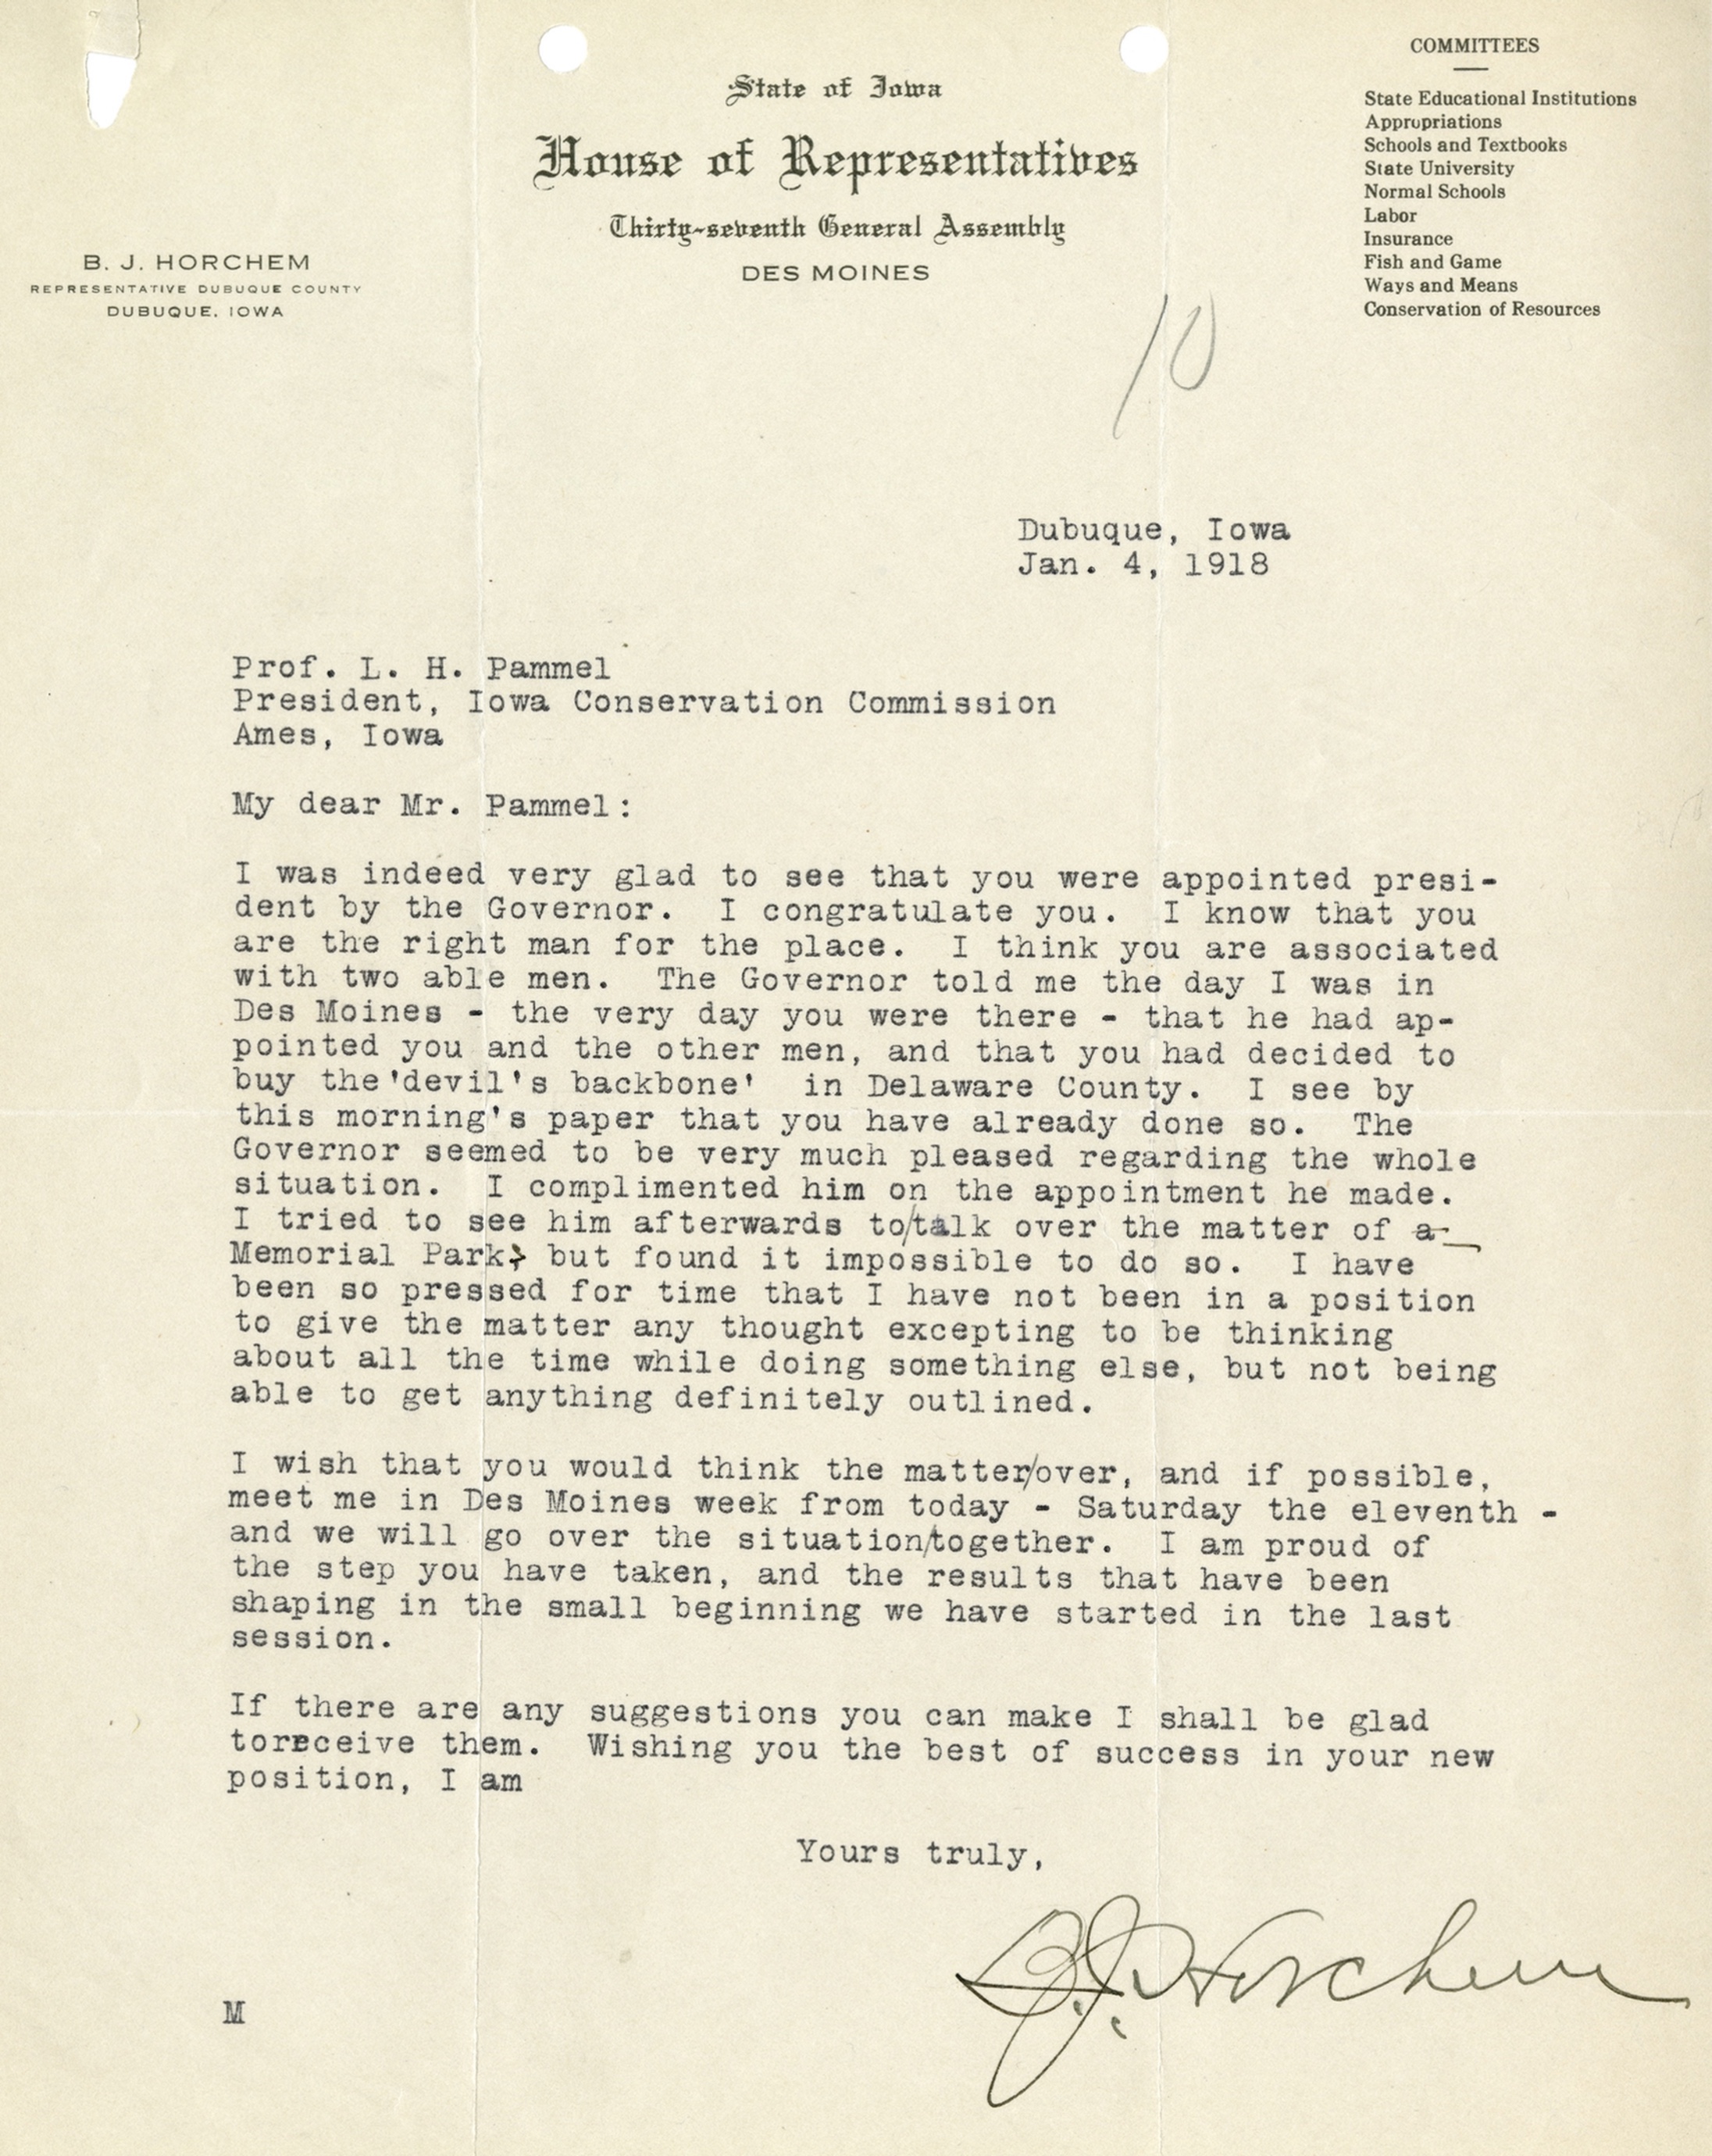 COMMITTEES
State Educational Institutions
Appropriations
Schools and Textbooks
State University
Normal Schools
Labor
Insurance
Fish and Game
Ways and Means
Conservation of Resources
State of Iowa
House of Representatives
Thirty-seventh General Assembly
DES MOINES
B. J. HORCHEM
REPRESENTATIVE DUBUQUE COUNTY
DUBUQUE, IOWA
10
Dubuque, Iowa
Jan. 4, 1918
Prof. L. H. Pammel
President, Iowa Conservation Commission
Ames, Iowa
My dear Mr. Pammel:
I was indeed very glad to see that you were appointed presi-
dent by the Governor. I congratulate you. I know that you
are the right man for the place. I think you are associated
with two able men. The Governor told me the day I was in
Des Moines - the very day you were there - that he had ap-
pointed you and the other men, and that you had decided to
buy the'devil's backbone' in Delaware County. I see by
this morning's paper that you have already done so. The
Governor seemed to be very much pleased regarding the whole
situation. I complimented him on the appointment he made.
I tried to see him afterwards to/talk over the matter of a
Memorial Park, but found it impossible to do so. I have
been so pressed for time that I have not been in a position
to give the matter any thought excepting to be thinking
about all the time while doing something else, but not being
able to get anything definitely outlined.
I wish that you would think the matter/over, and if possible,
meet me in Des Moines week from today - Saturday the eleventh -
and we will go over the situation/together. I am proud of
the step you have taken, and the results that have been
shaping in the small beginning we have started in the last
session.
If there are any suggestions you can make I shall be glad
toreceive them. Wishing you the best of success in your new
position, I am
Yours truly,
B. J. Horchem
M